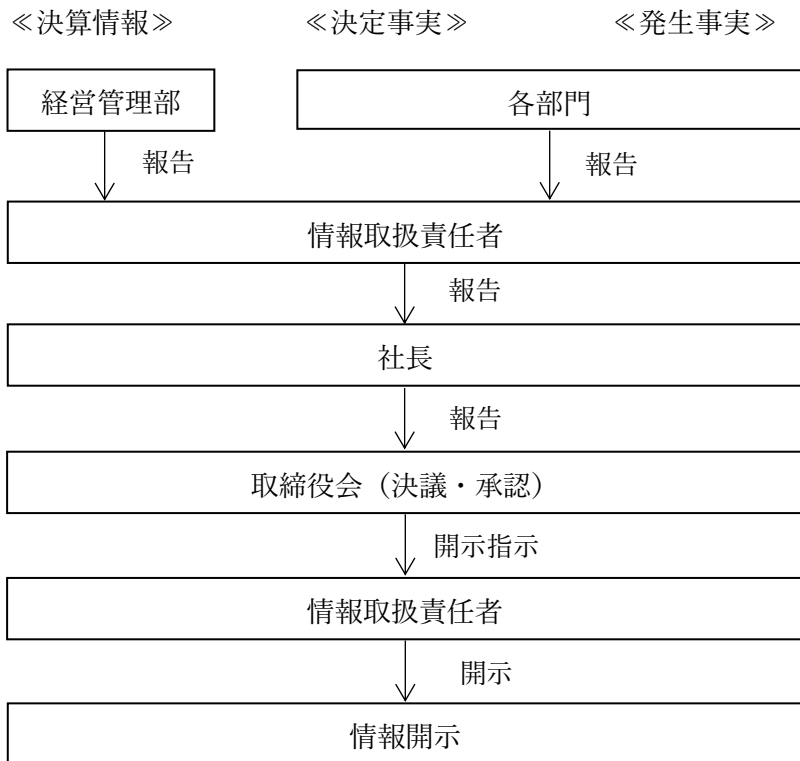 ≪決算情報≫ ≪決定事実≫ ≪発生事実≫
経営管理部 各部門
報告 報告
情報取扱責任者
報告
社長
報告
取締役会（決議・承認）
開示指示
情報取扱責任者
開示
情報開示